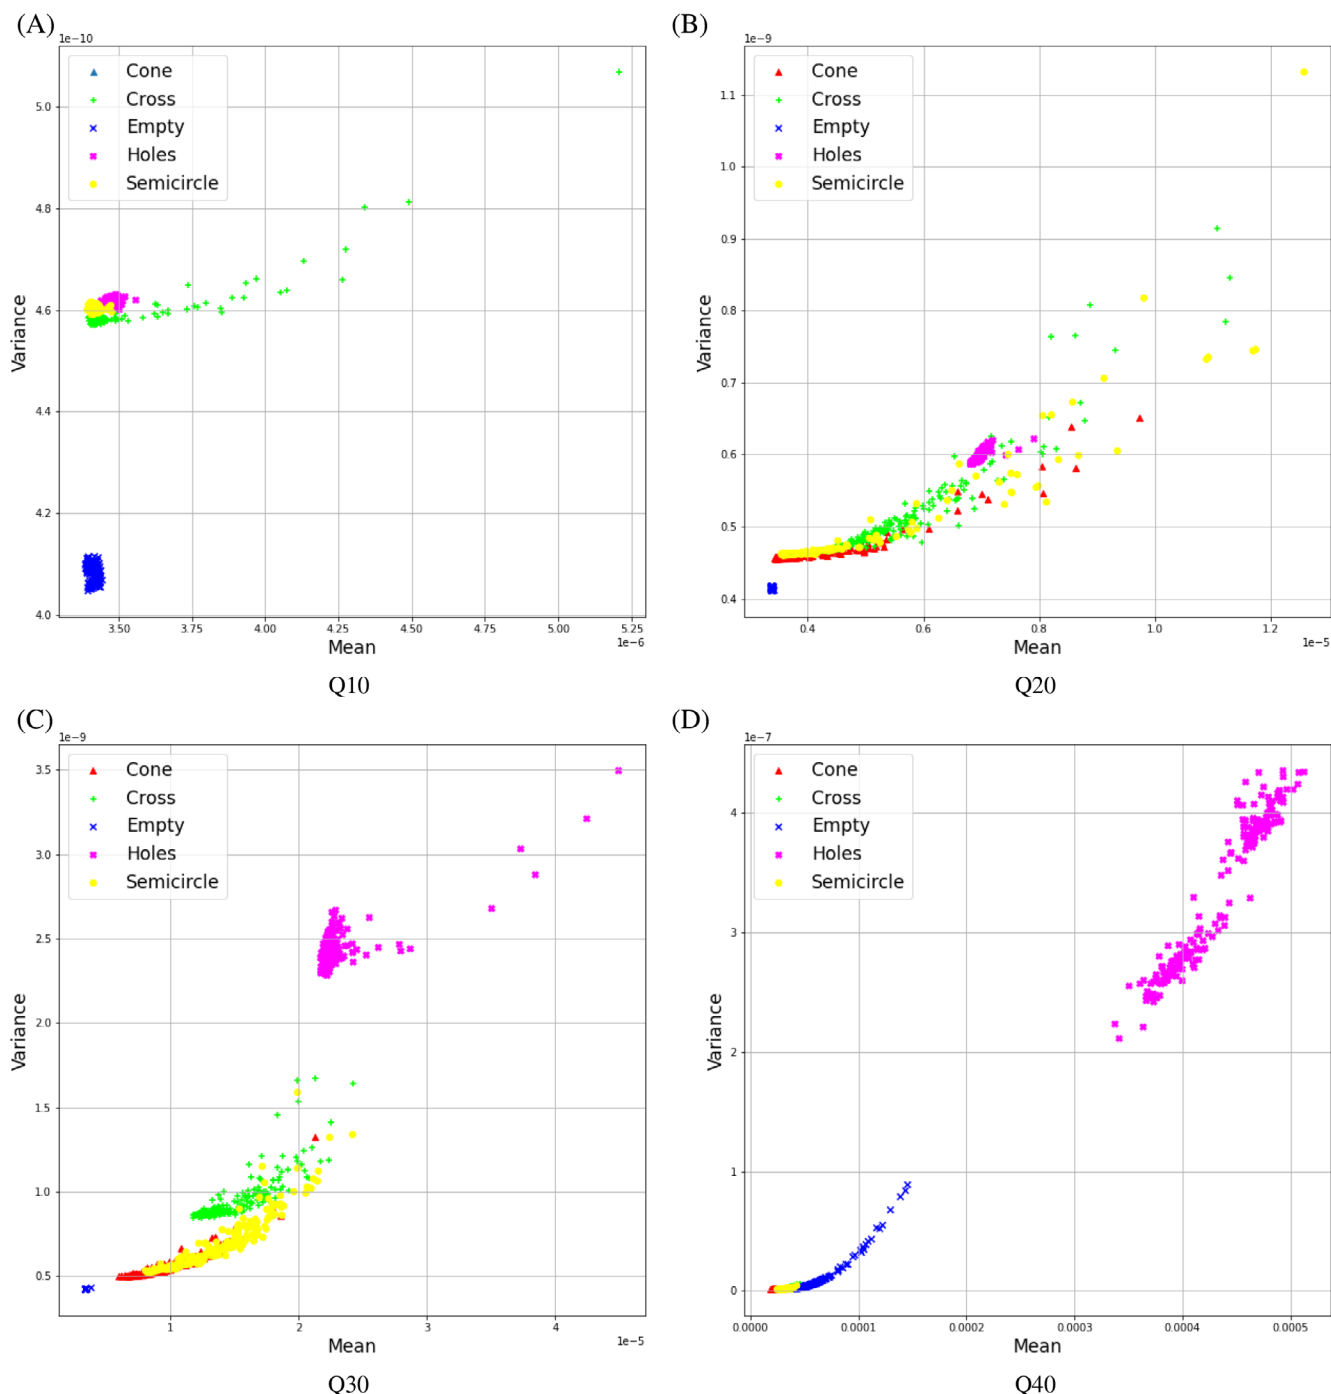 (A)
1e−10
Cone
Cross
Empty
Holes
Semicircle
Variance
5.0
4.8
4.6
4.4
4.2
4.0
3.50 3.75 4.00 4.25 4.50 4.75 5.00 5.25
1e−6
Mean
Q10
(B)
1e−9
Cone
Cross
Empty
Holes
Semicircle
Variance
1.1
1.0
0.9
0.8
0.7
0.6
0.5
0.4
0.4 0.6 0.8 1.0 1.2
1e−5
Mean
Q20
(C)
1e−9
Cone
Cross
Empty
Holes
Semicircle
Variance
3.5
3.0
2.5
2.0
1.5
1.0
0.5
1 2 3 4
1e−5
Mean
Q30
(D)
1e−7
Cone
Cross
Empty
Holes
Semicircle
Variance
4
3
2
1
0
0.0000 0.0001 0.0002 0.0003 0.0004 0.0005
Mean
Q40